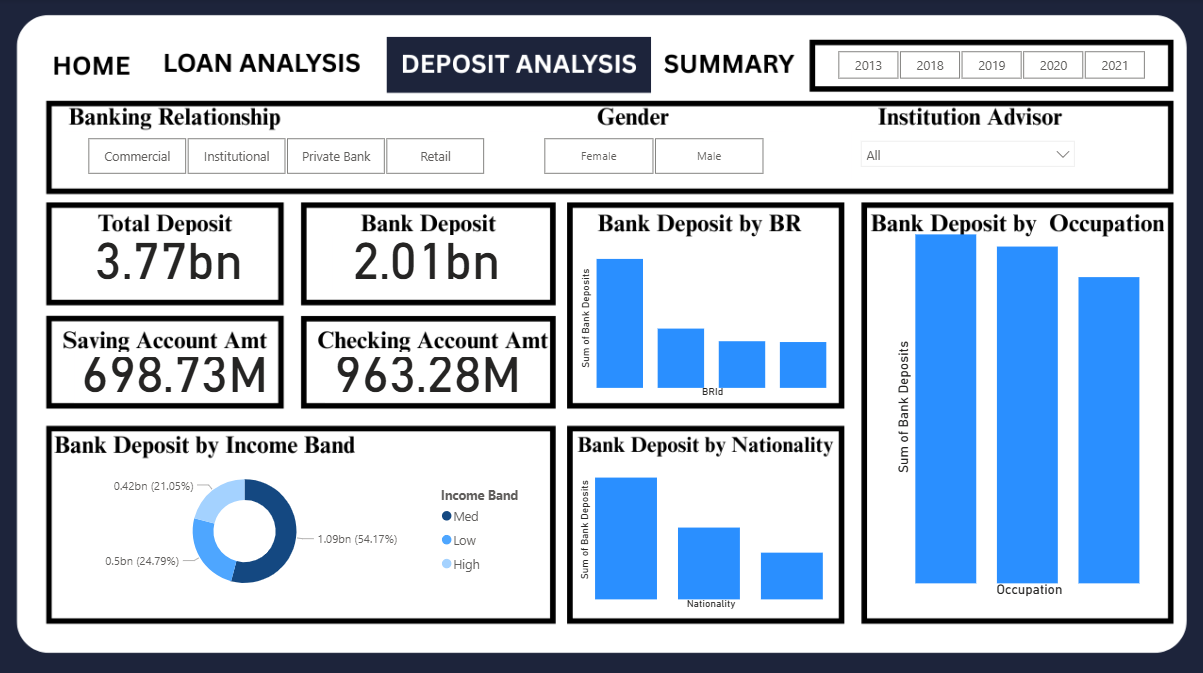 HOME LOAN ANALYSIS DEPOSIT ANALYSIS SUMMARY 2013 2018 2019 2020 2021
Banking Relationship Gender Institution Advisor
Commercial Institutional Private Bank Retail Female Male All
Total Deposit
3.77bn
Bank Deposit
2.01bn
Saving Account Amt
698.73M
Checking Account Amt
963.28M
Bank Deposit by BR
Sum of Bank Deposits
BRId
Bank Deposit by Occupation
Sum of Bank Deposits
Occupation
Bank Deposit by Income Band
0.42bn (21.05%)
0.5bn (24.79%)
1.09bn (54.17%)
Income Band
Med
Low
High
Bank Deposit by Nationality
Sum of Bank Deposits
Nationality